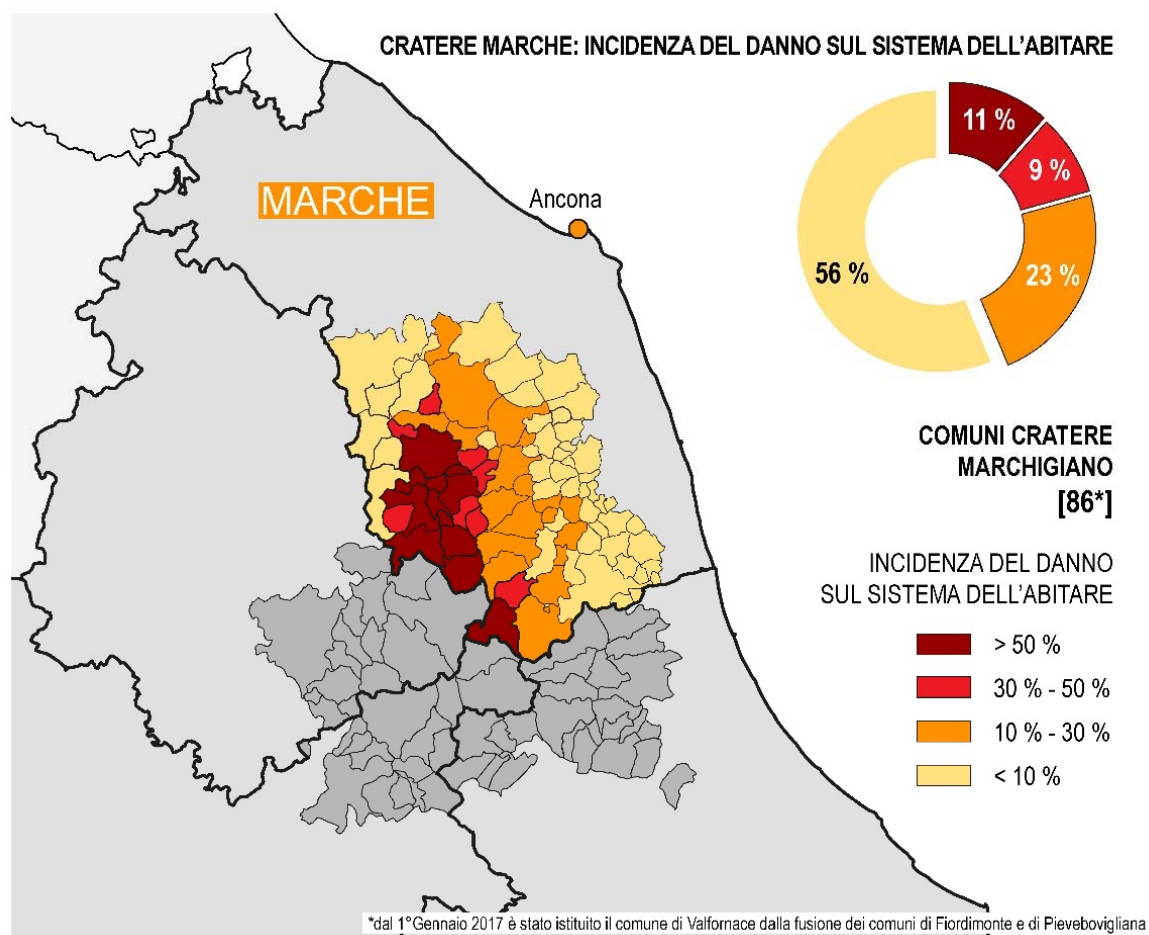 CRATERE MARCHE: INCIDENZA DEL DANNO SUL SISTEMA DELL'ABITARE
11 %
9 %
23 %
56 %
MARCHE
Ancona
COMUNI CRATERE
MARCHIGIANO
[86*]
INCIDENZA DEL DANNO
SUL SISTEMA DELL'ABITARE
> 50 %
30 % - 50 %
10 % - 30 %
< 10 %
*dal 1° Gennaio 2017 è stato istituito il comune di Valfornace dalla fusione dei comuni di Fiordimonte e di Pievebovigliana